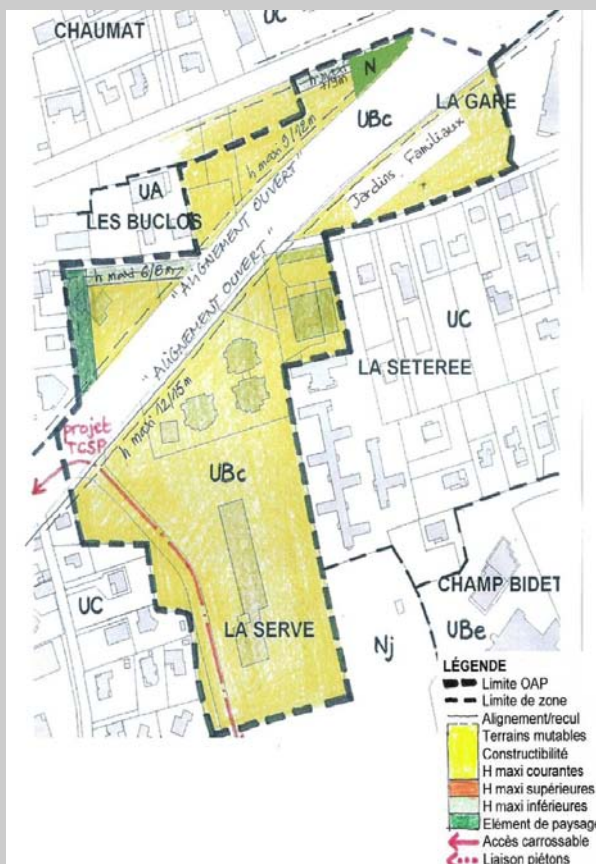 CHAUMAT
UC
N
h maxi
LA GARE
UBc
h maxi 9/12m
Jardins Familiaux
UA
LES BUCLOS
"ALIGNEMENT OUVERT"
h maxi 6/8m
"ALIGNEMENT OUVERT"
UC
LA SETEREE
h maxi 12/15m
projet
TCSP
UBc
UC
CHAMP BIDET
LA SERVE
Nj
UBe
LÉGENDE
Limite OAP
Limite de zone
Alignement/recul
Terrains mutables
Constructibilité
H maxi courantes
H maxi supérieures
H maxi inférieures
Elément de paysage
Accès carrossable
Liaison piétons